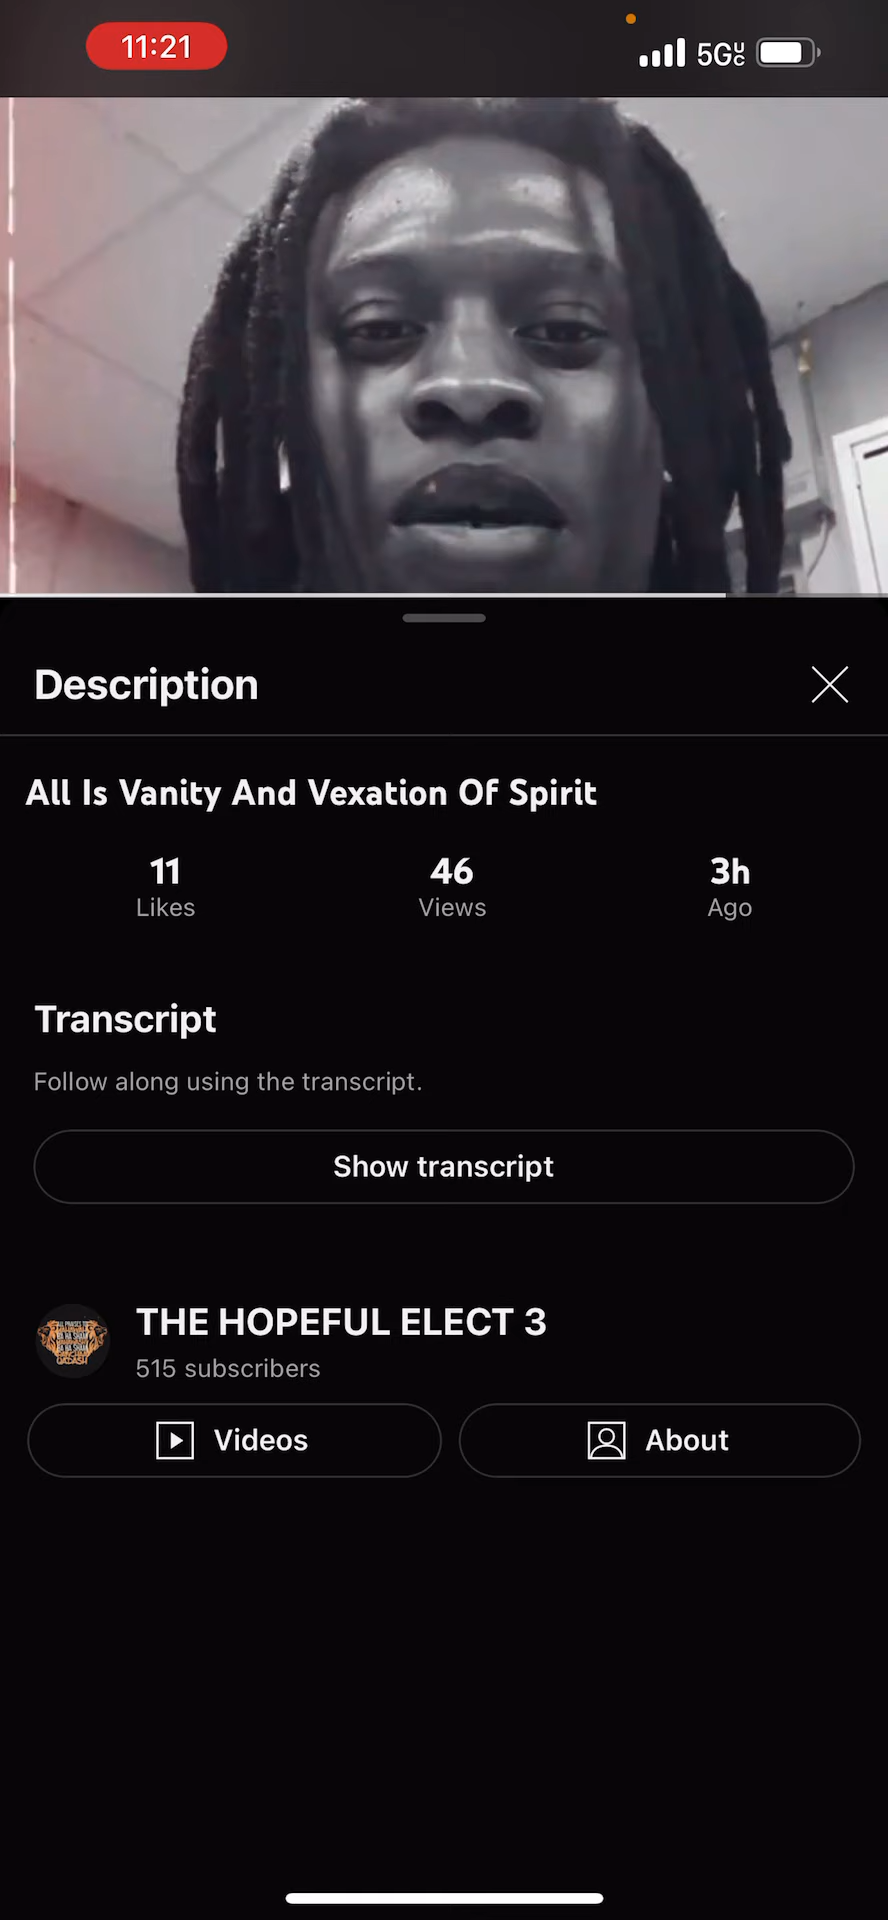 11:21
5G UC
Description
All Is Vanity And Vexation Of Spirit
11
46
3h
Likes
Views
Ago
Transcript
Follow along using the transcript.
Show transcript
THE HOPEFUL ELECT 3
515 subscribers
Videos
About